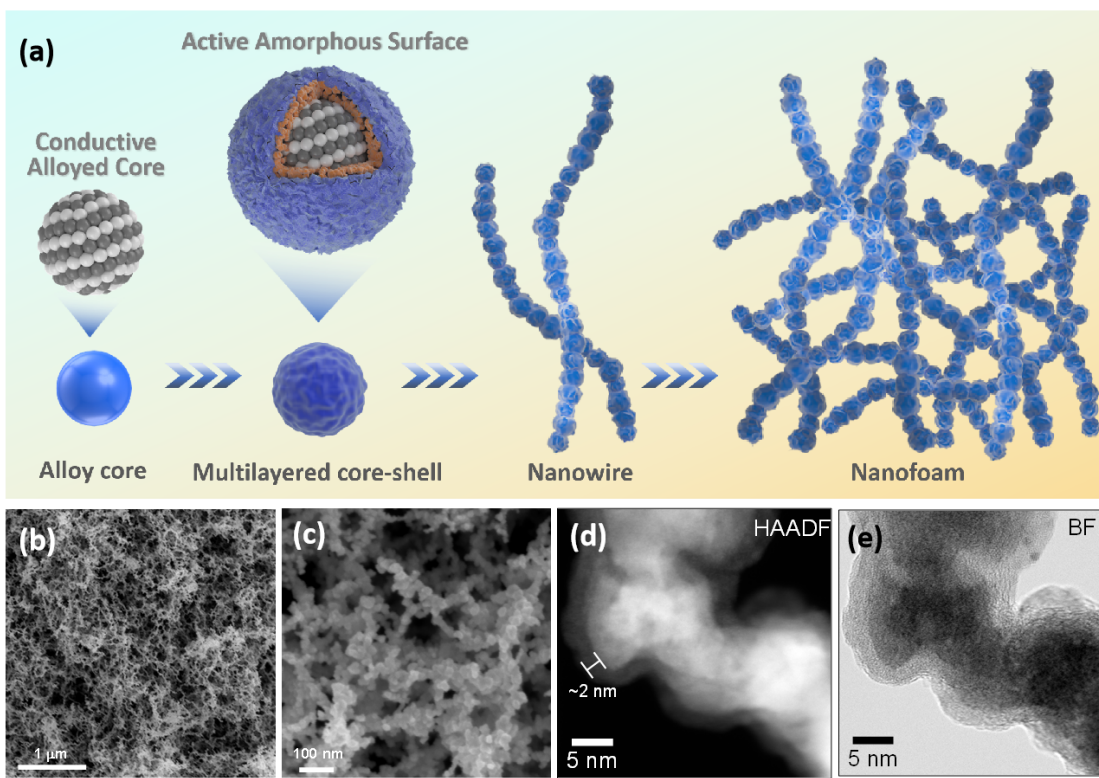 (a)
Active Amorphous Surface
Conductive
Alloyed Core
Alloy core
Multilayered core-shell
Nanowire
Nanofoam
(b)
1 μm
(c)
100 nm
(d)
HAADF
~2 nm
5 nm
(e)
BF
5 nm